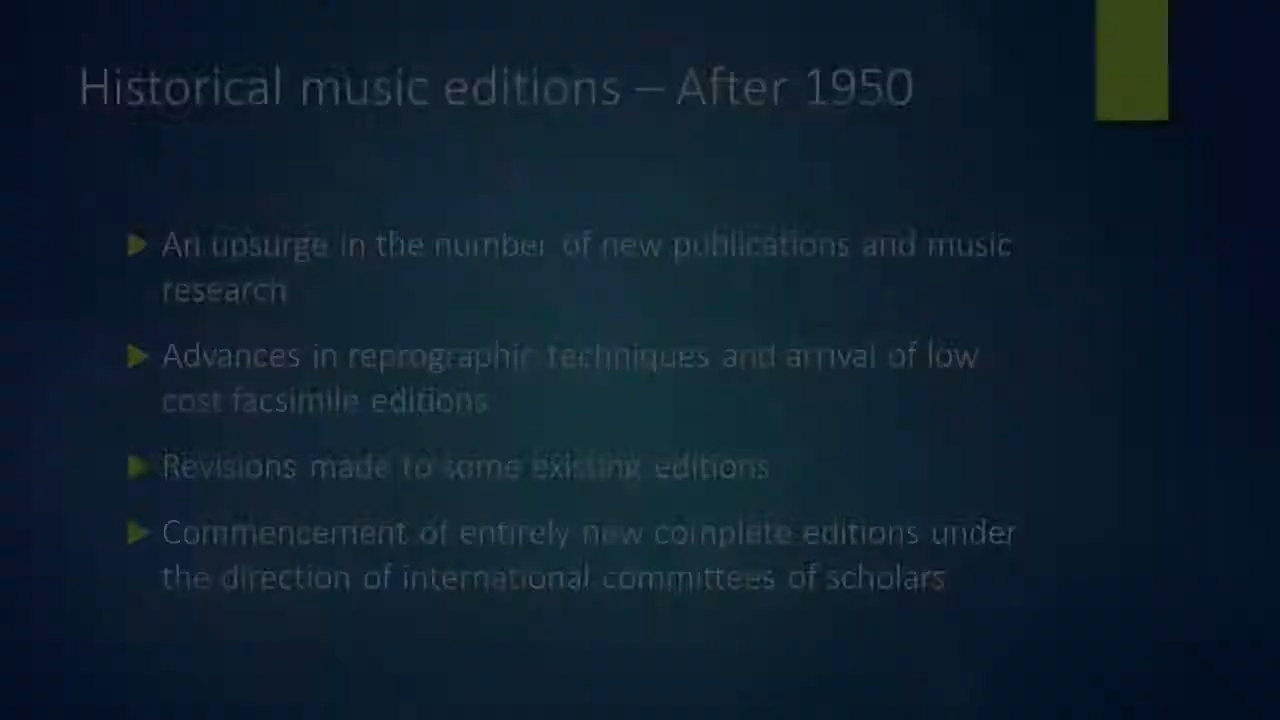 Historical music editions – After 1950
An upsurge in the number of new publications and music
research
Advances in reprographic techniques and arrival of low
cost facsimile editions
Revisions made to some existing editions
Commencement of entirely new complete editions under
the direction of international committees of scholars